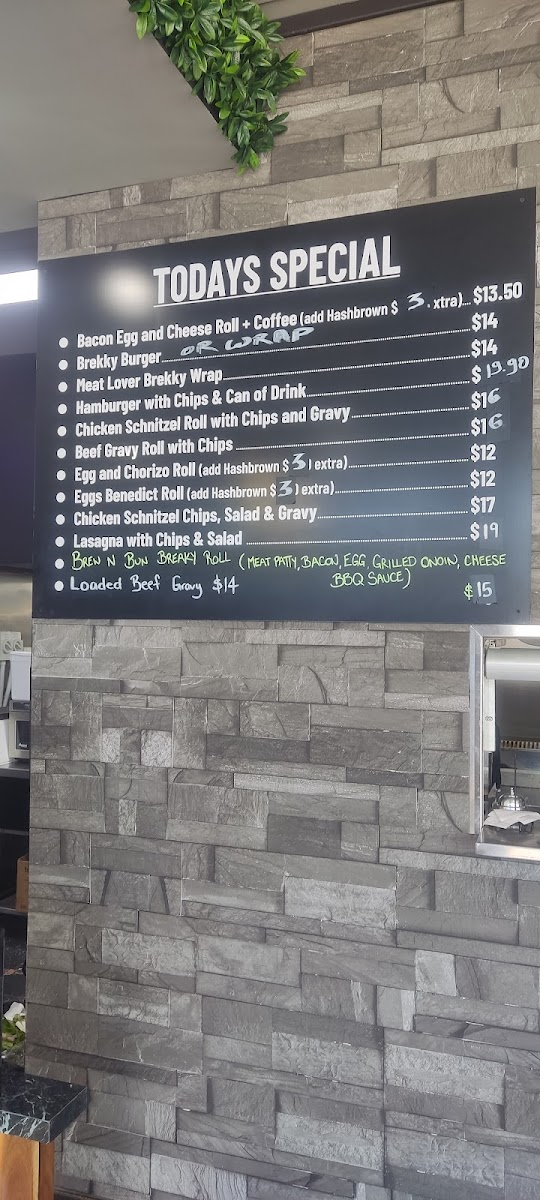 TODAYS SPECIAL
Bacon Egg and Cheese Roll + Coffee (add Hashbrown $ 3. xtra)... $13.50
Brekky Burger OR WRAP $14
Meat Lover Brekky Wrap $14
Hamburger with Chips & Can of Drink $ 19.90
Chicken Schnitzel Roll with Chips and Gravy $16
Beef Gravy Roll with Chips $16
Egg and Chorizo Roll (add Hashbrown $ 3 ) extra) $12
Eggs Benedict Roll (add Hashbrown $ 3 ) extra) $12
Chicken Schnitzel Chips, Salad & Gravy $17
Lasagna with Chips & Salad $19
BREW N BUN BREAKY ROLL (MEAT PATTY, BACON, EGG, GRILLED ONOIN, CHEESE
BBQ SAUCE) $15
Loaded Beef Gravy $14